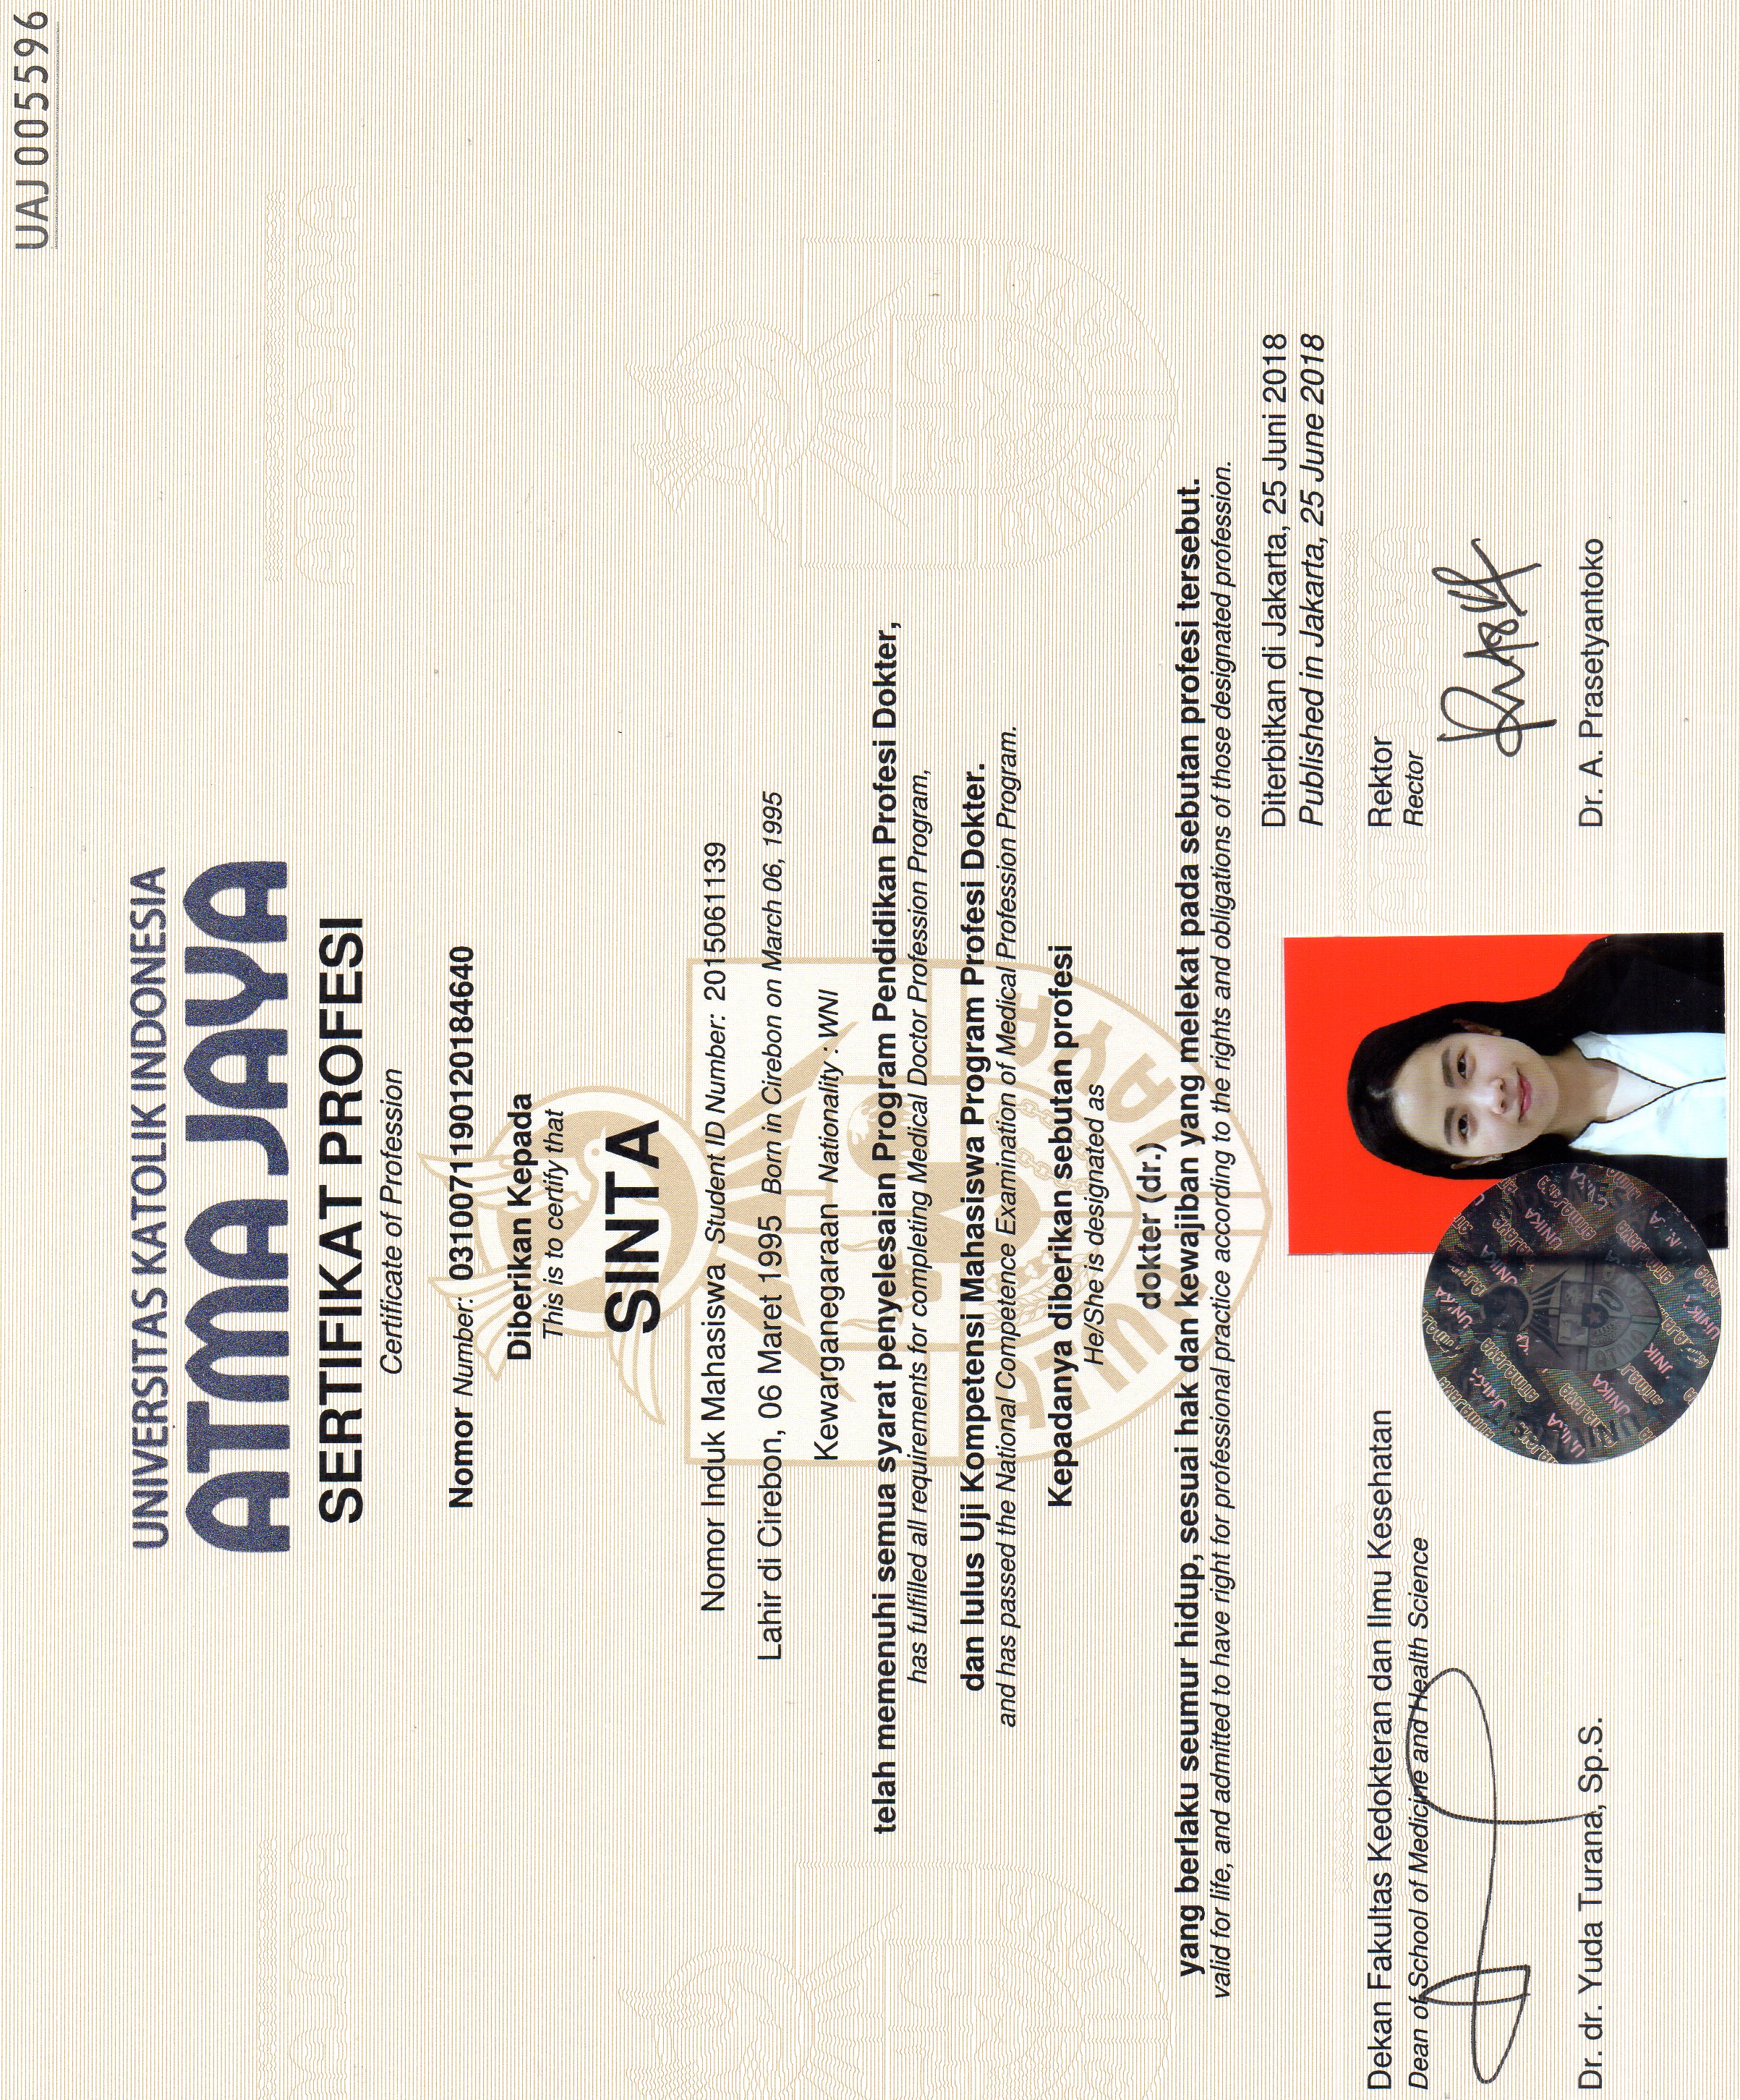 UAJ 005596
UNIVERSITAS KATOLIK INDONESIA
ATMA JAYA
SERTIFIKAT PROFESI
Certificate of Profession
Nomor Number: 0310071190120184640
Diberikan Kepada
This is to certify that
SINTA
Nomor Induk Mahasiswa Student ID Number: 2015061139
Lahir di Cirebon, 06 Maret 1995 Born in Cirebon on March 06, 1995
Kewarganegaraan Nationality : WNI
telah memenuhi semua syarat penyelesaian Program Pendidikan Profesi Dokter,
has fulfilled all requirements for completing Medical Doctor Profession Program,
dan lulus Uji Kompetensi Mahasiswa Program Profesi Dokter.
and has passed the National Competence Examination of Medical Profession Program.
Kepadanya diberikan sebutan profesi
He/She is designated as
dokter (dr.)
yang berlaku seumur hidup, sesuai hak dan kewajiban yang melekat pada sebutan profesi tersebut.
valid for life, and admitted to have right for professional practice according to the rights and obligations of those designated profession.
Diterbitkan di Jakarta, 25 Juni 2018
Published in Jakarta, 25 June 2018
Dekan Fakultas Kedokteran dan Ilmu Kesehatan
Dean of School of Medicine and Health Science
Dr. dr. Yuda Turana, Sp.S.
Rektor
Rector
Dr. A. Prasetyantoko